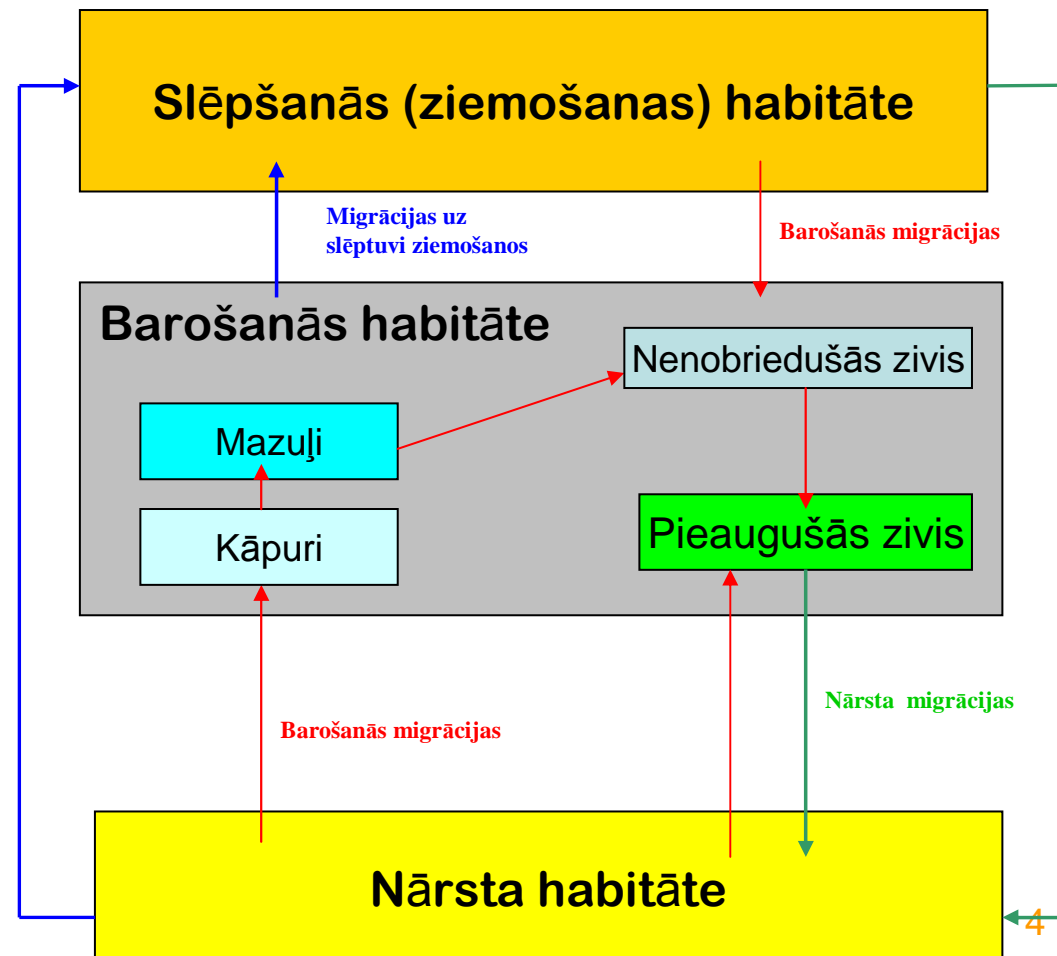 Slēpšanās (ziemošanas) habitāte
Migrācijas uz
slēptuvi ziemošanos
Barošanās migrācijas
Barošanās habitāte
Nenobriedušās zivis
Mazuļi
Kāpuri
Pieaugušās zivis
Nārsta migrācijas
Barošanās migrācijas
Nārsta habitāte
4